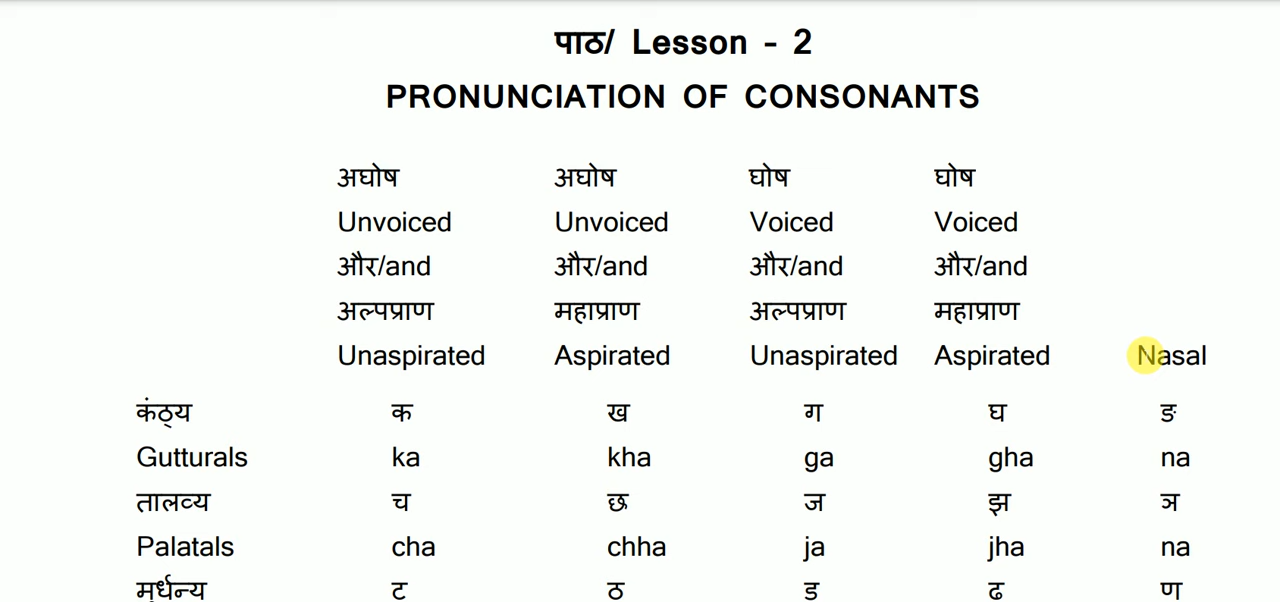 पाठ/ Lesson - 2
PRONUNCIATION OF CONSONANTS
अघोष अघोष घोष घोष
Unvoiced Unvoiced Voiced Voiced
और/and और/and और/and और/and
अल्पप्राण महाप्राण अल्पप्राण महाप्राण
Unaspirated Aspirated Unaspirated Aspirated Nasal
कंठ्य क ख ग घ ङ
Gutturals ka kha ga gha na
तालव्य च छ ज झ ञ
Palatals cha chha ja jha na
मूर्धन्य ट ठ ड ढ ण